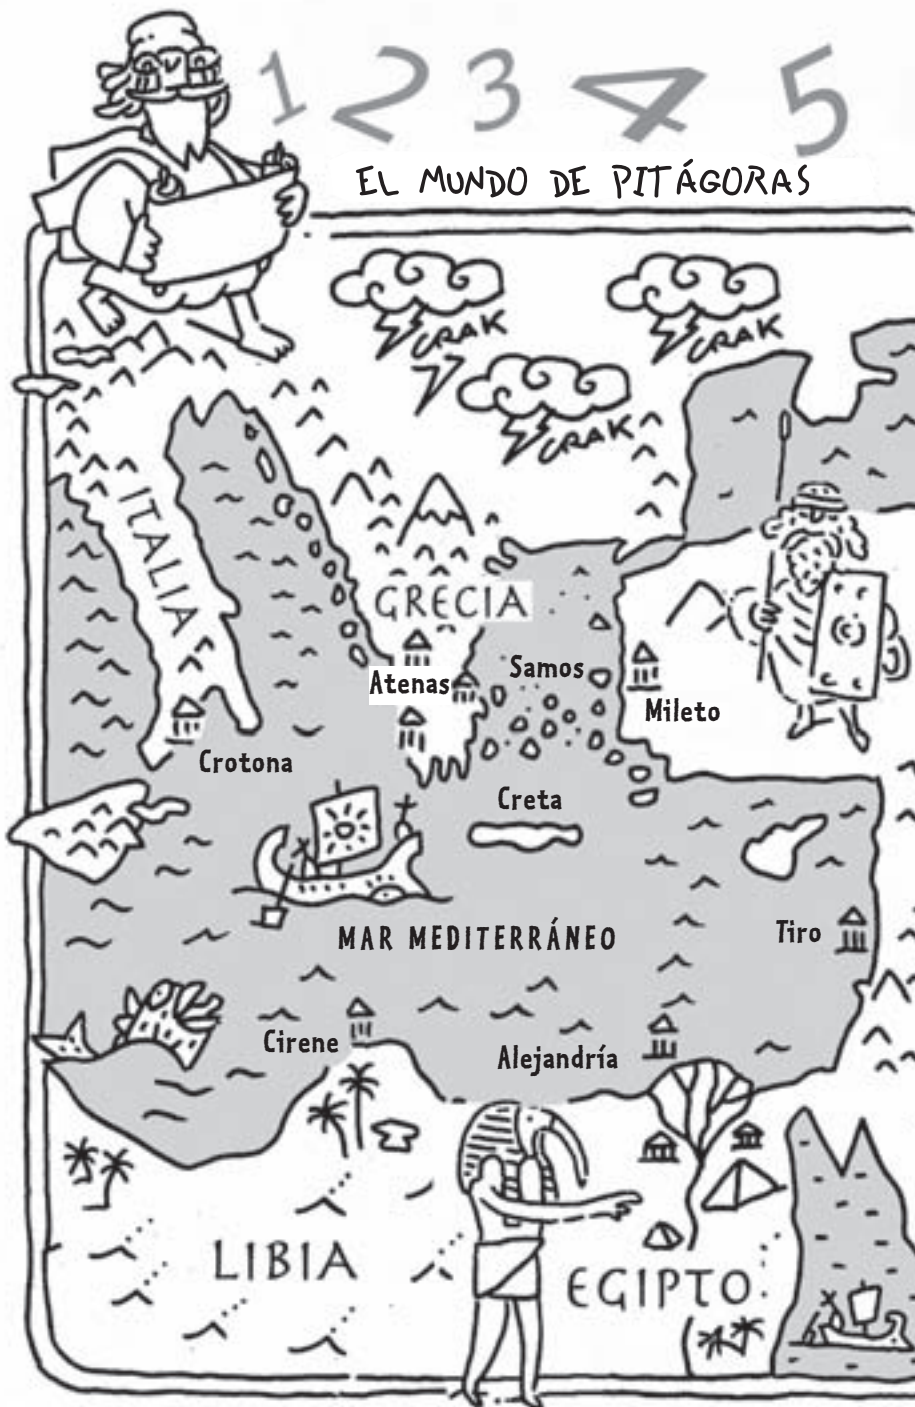 1 2 3 4 5
EL MUNDO DE PITÁGORAS
CRAK
CRAK
CRAK
ITALIA
GRECIA
Samos
Atenas
Mileto
Crotona
Creta
MAR MEDITERRÁNEO
Tiro
Cirene
Alejandría
LIBIA
EGIPTO